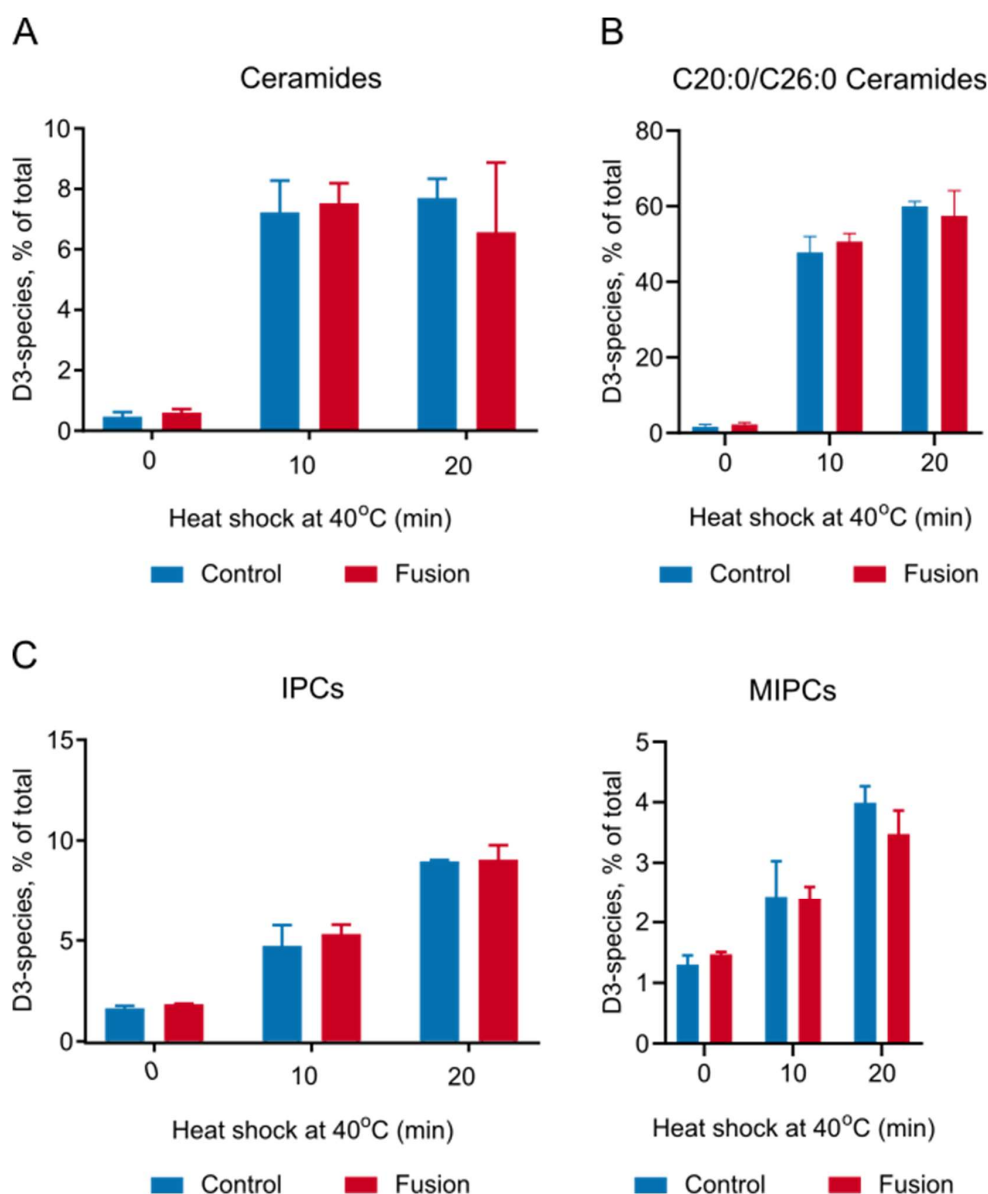 A
Ceramides
D3-species, % of total
10
8
6
4
2
0
0 10 20
Heat shock at 40°C (min)
Control Fusion
B
C20:0/C26:0 Ceramides
D3-species, % of total
80
60
40
20
0
0 10 20
Heat shock at 40°C (min)
Control Fusion
C
IPCs
D3-species, % of total
15
10
5
0
0 10 20
Heat shock at 40°C (min)
Control Fusion
MIPCs
D3-species, % of total
5
4
3
2
1
0
0 10 20
Heat shock at 40°C (min)
Control Fusion